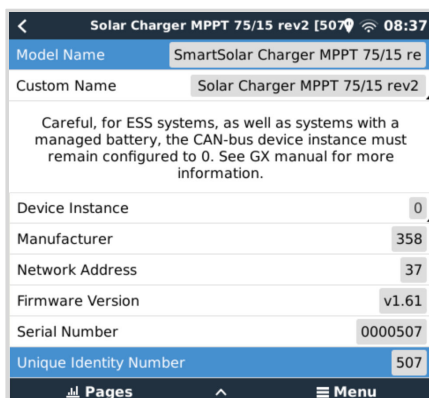 Solar Charger MPPT 75/15 rev2 [507 08:37
Model Name SmartSolar Charger MPPT 75/15 re
Custom Name Solar Charger MPPT 75/15 rev2
Careful, for ESS systems, as well as systems with a
managed battery, the CAN-bus device instance must
remain configured to 0. See GX manual for more
information.
Device Instance 0
Manufacturer 358
Network Address 37
Firmware Version v1.61
Serial Number 0000507
Unique Identity Number 507
Pages Menu